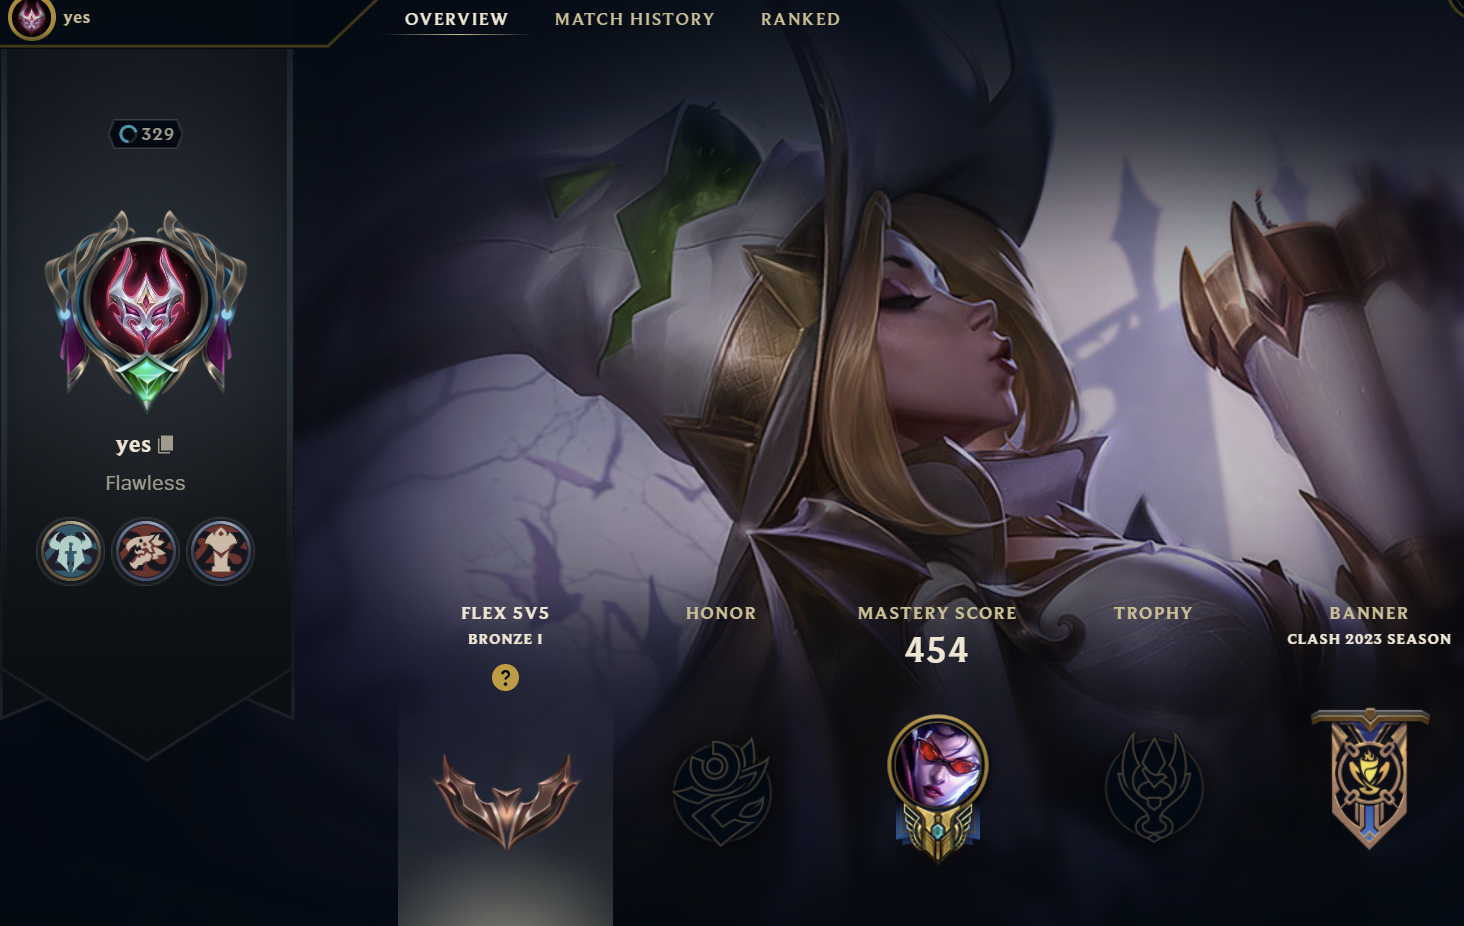 yes
OVERVIEW
MATCH HISTORY
RANKED
329
yes
Flawless
FLEX 5V5
BRONZE I
?
HONOR
MASTERY SCORE
454
TROPHY
BANNER
CLASH 2023 SEASON